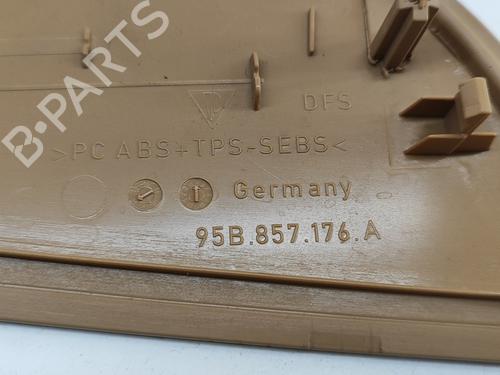 B-PARTS
DFS
>PC ABS+TPS-SEBS<
Germany
95B.857.176.A